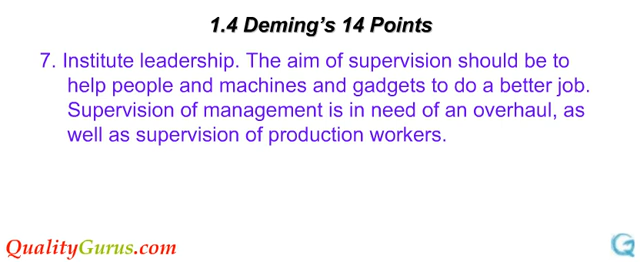 1.4 Deming's 14 Points
7. Institute leadership. The aim of supervision should be to
help people and machines and gadgets to do a better job.
Supervision of management is in need of an overhaul, as
well as supervision of production workers.
QualityGurus.com